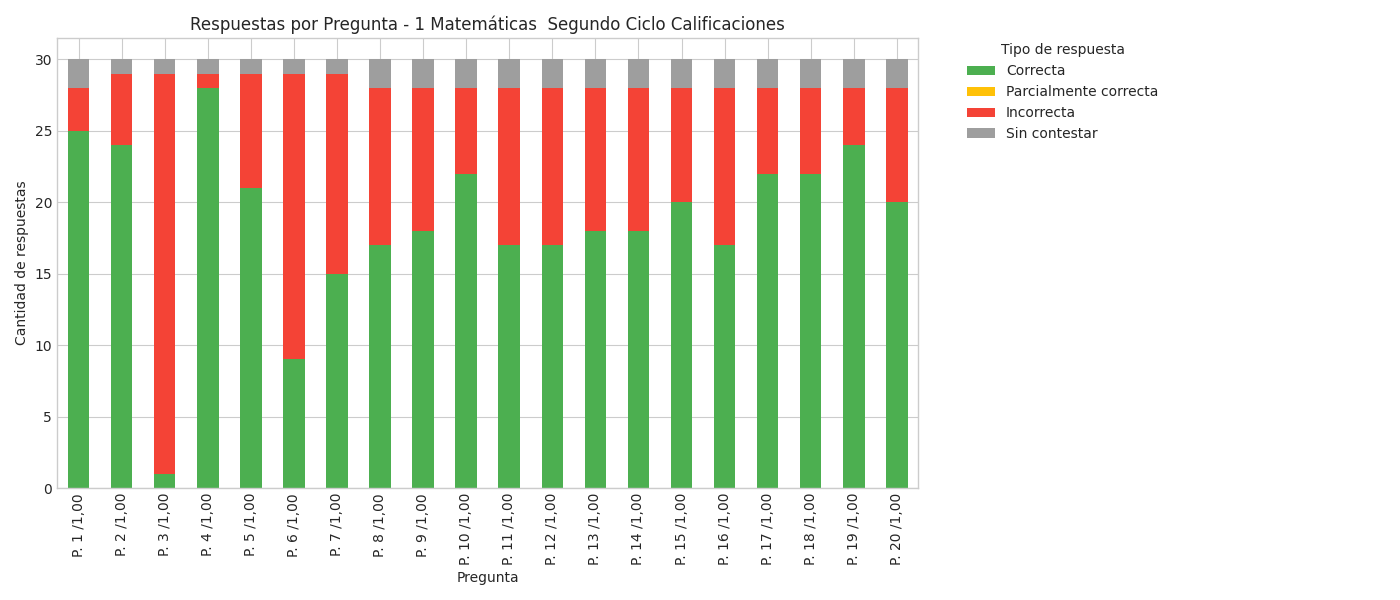 Respuestas por Pregunta - 1 Matemáticas  Segundo Ciclo Calificaciones
Tipo de respuesta
Correcta
Parcialmente correcta
Incorrecta
Sin contestar
Cantidad de respuestas
30
25
20
15
10
5
0
P. 1 /1,00
P. 2 /1,00
P. 3 /1,00
P. 4 /1,00
P. 5 /1,00
P. 6 /1,00
P. 7 /1,00
P. 8 /1,00
P. 9 /1,00
P. 10 /1,00
P. 11 /1,00
P. 12 /1,00
P. 13 /1,00
P. 14 /1,00
P. 15 /1,00
P. 16 /1,00
P. 17 /1,00
P. 18 /1,00
P. 19 /1,00
P. 20 /1,00
Pregunta